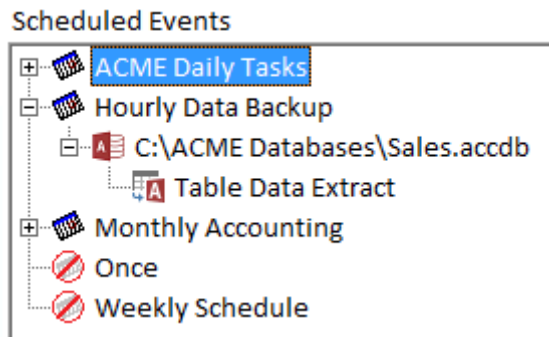 Scheduled Events
ACME Daily Tasks
Hourly Data Backup
C:\ACME Databases\Sales.accdb
Table Data Extract
Monthly Accounting
Once
Weekly Schedule